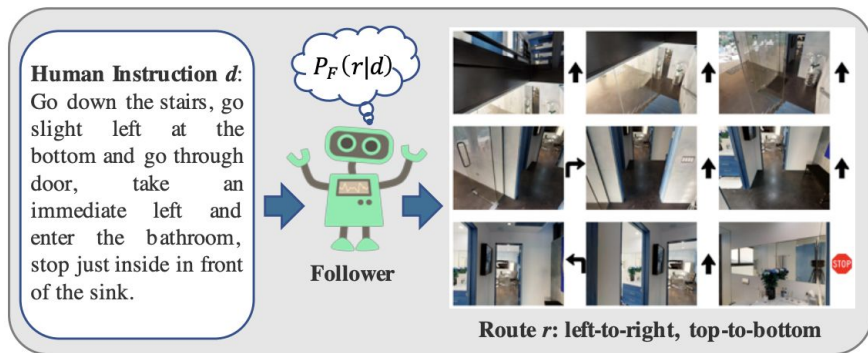 Human Instruction d:
Go down the stairs, go
slight left at the
bottom and go through
door, take an
immediate left and
enter the bathroom,
stop just inside in front
of the sink.
P_F(r|d)
Follower
STOP
Route r: left-to-right, top-to-bottom